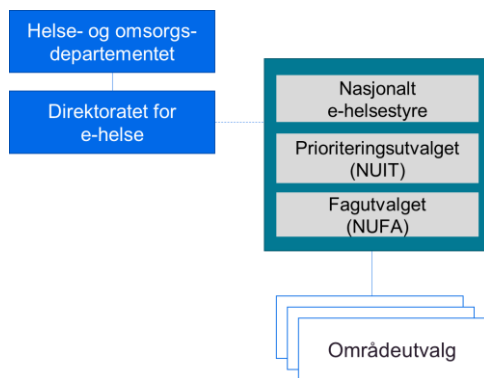 Helse- og omsorgs-
departementet
Direktoratet for
e-helse
Nasjonalt
e-helsestyre
Prioriteringsutvalget
(NUIT)
Fagutvalget
(NUFA)
Områdeutvalg